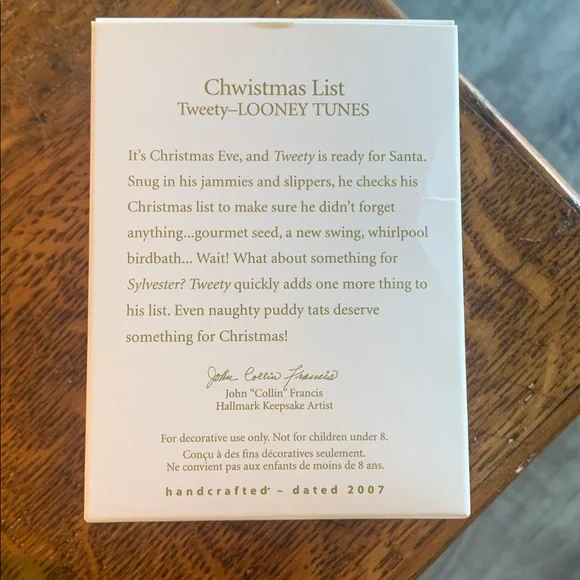 Chwistmas List
Tweety–LOONEY TUNES
It's Christmas Eve, and Tweety is ready for Santa.
Snug in his jammies and slippers, he checks his
Christmas list to make sure he didn't forget
anything...gourmet seed, a new swing, whirlpool
birdbath... Wait! What about something for
Sylvester? Tweety quickly adds one more thing to
his list. Even naughty puddy tats deserve
something for Christmas!
John Collin Francis
John "Collin" Francis
Hallmark Keepsake Artist
For decorative use only. Not for children under 8.
Conçu à des fins décoratives seulement.
Ne convient pas aux enfants de moins de 8 ans.
handcrafted – dated 2007